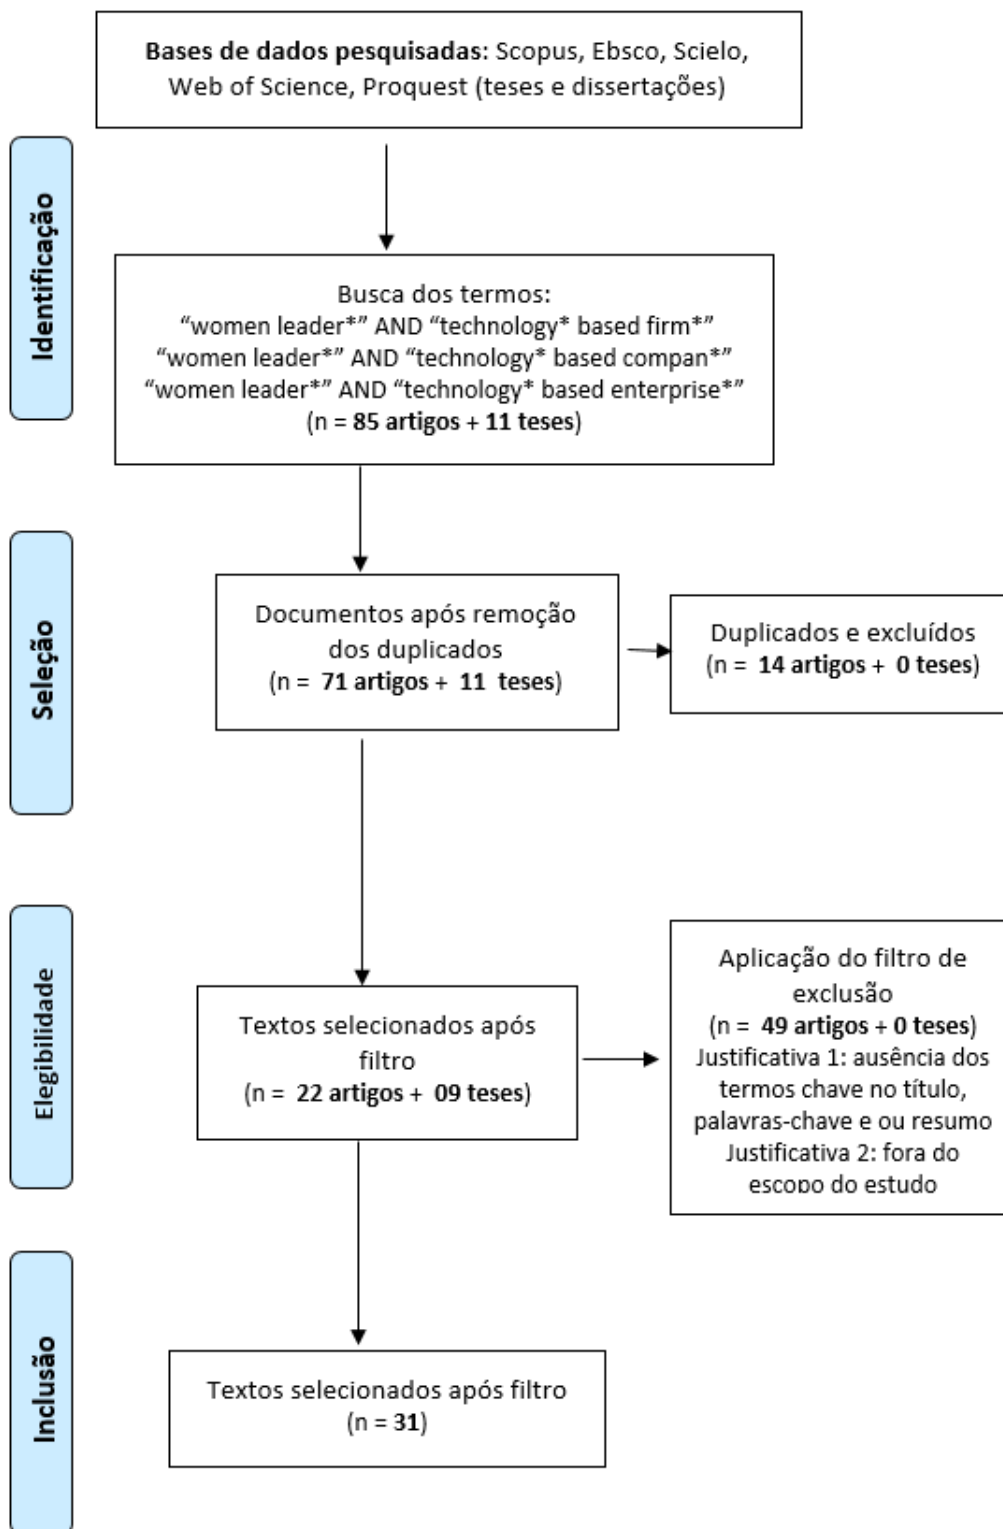 Bases de dados pesquisadas: Scopus, Ebsco, Scielo,
Web of Science, Proquest (teses e dissertações)
Identificação
Busca dos termos:
“women leader*” AND “technology* based firm*”
“women leader*” AND “technology* based compan*”
“women leader*” AND “technology* based enterprise*”
(n = 85 artigos + 11 teses)
Seleção
Documentos após remoção
dos duplicados
(n = 71 artigos + 11 teses)
Duplicados e excluídos
(n = 14 artigos + 0 teses)
Elegibilidade
Textos selecionados após
filtro
(n = 22 artigos + 09 teses)
Aplicação do filtro de
exclusão
(n = 49 artigos + 0 teses)
Justificativa 1: ausência dos
termos chave no título,
palavras-chave e ou resumo
Justificativa 2: fora do
escopo do estudo
Inclusão
Textos selecionados após filtro
(n = 31)